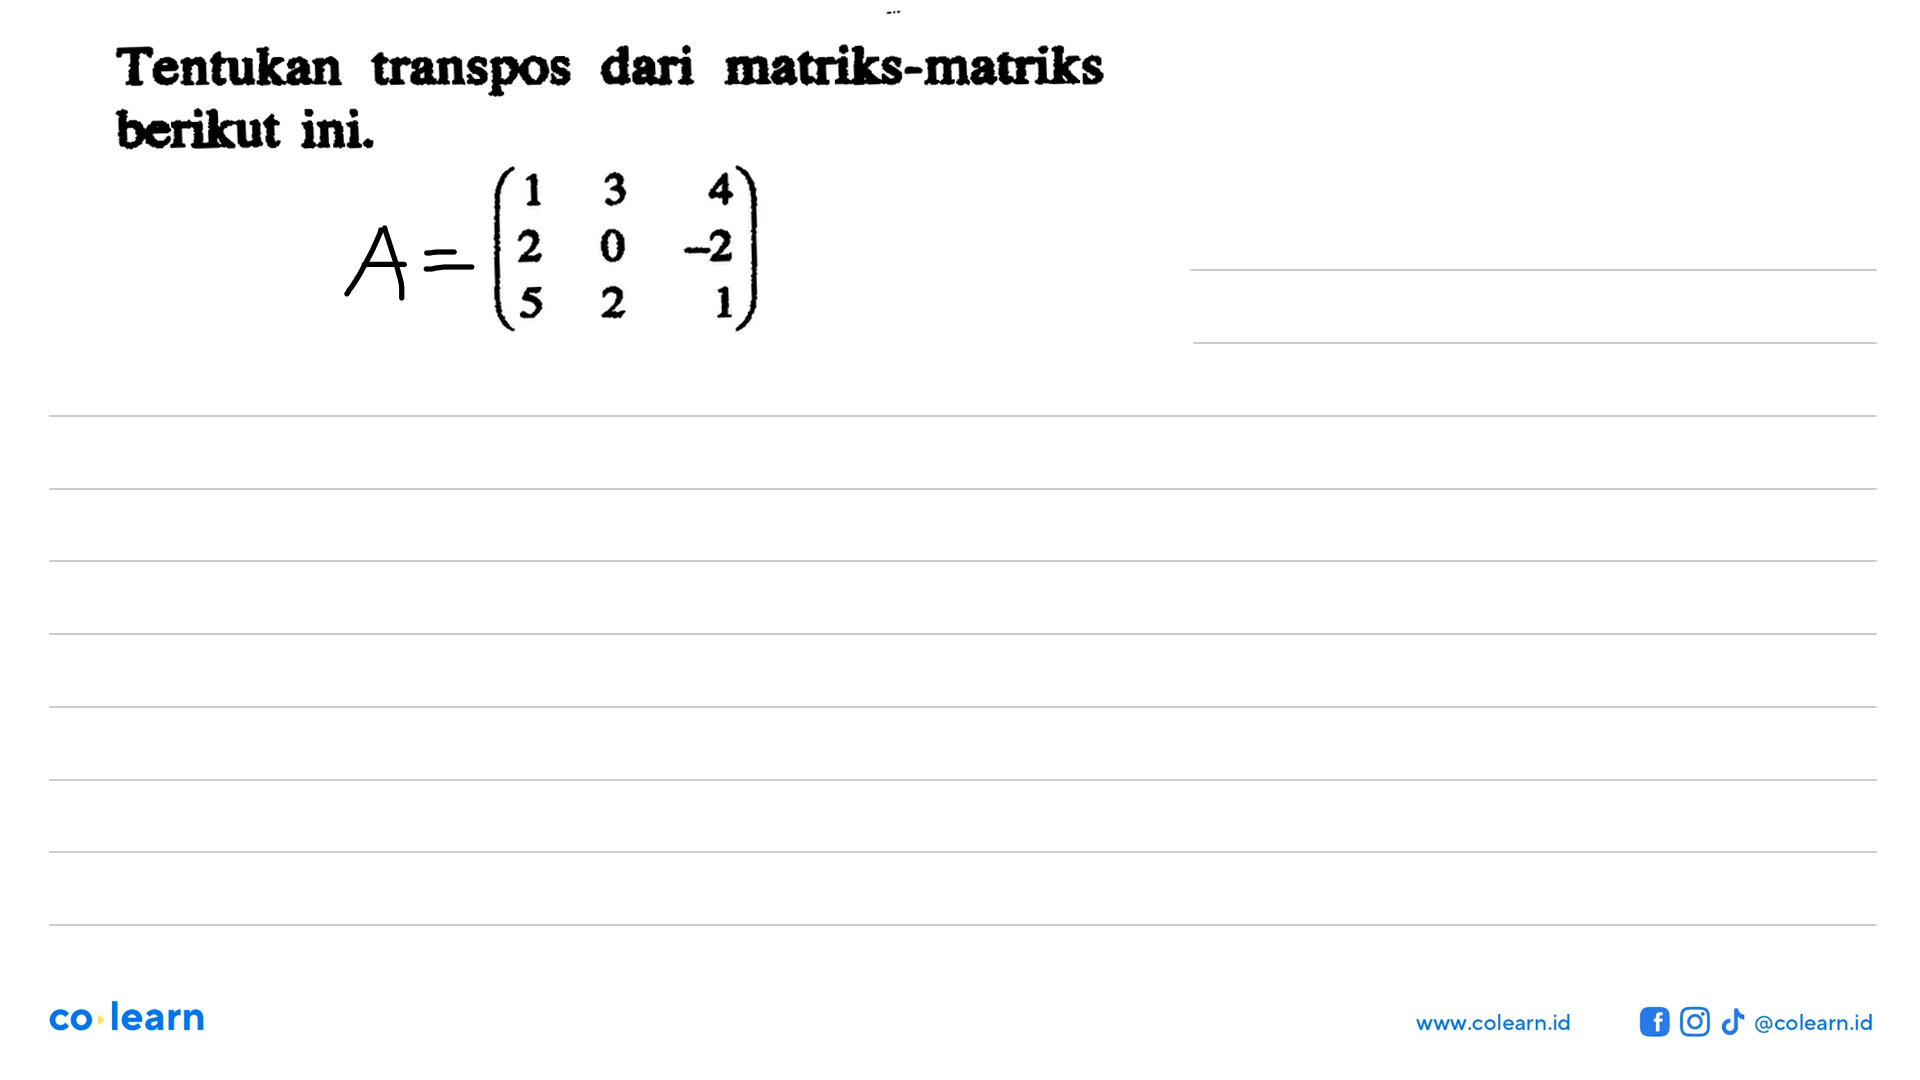 Tentukan transpos dari matriks-matriks
berikut ini.
A = (1 3 4
2 0 -2
5 2 1)
co learn
www.colearn.id @colearn.id